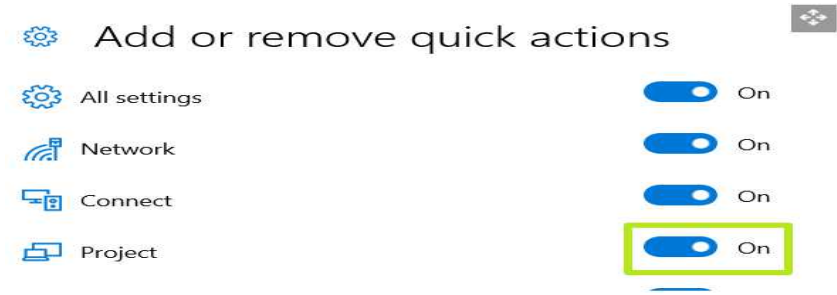 Add or remove quick actions
All settings On
Network On
Connect On
Project On